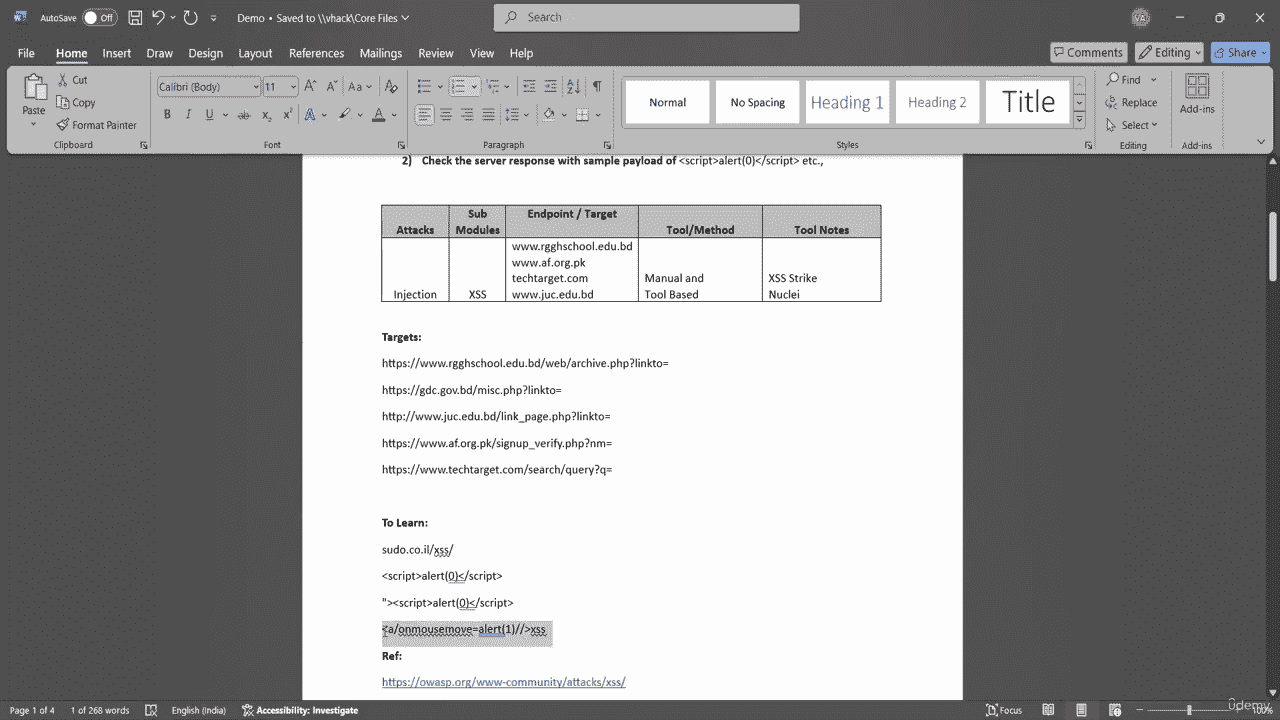 AutoSave Off Demo • Saved to \\vhack\Core Files Search VA
File Home Insert Draw Design Layout References Mailings Review View Help Comments Editing Share
Paste Cut Copy Format Painter Clipboard
Calibri (Body) 11 Font
Paragraph
Normal No Spacing Heading 1 Heading 2 Title Styles
Find Replace Select Editing
Add-ins Add-ins
2) Check the server response with sample payload of <script>alert(0)</script> etc.,
Attacks Sub Modules Endpoint / Target Tool/Method Tool Notes
Injection XSS www.rgghschool.edu.bd
www.af.org.pk
techtarget.com
www.juc.edu.bd
Manual and Tool Based
XSS Strike
Nuclei
Targets:
https://www.rgghschool.edu.bd/web/archive.php?linkto=
https://gdc.gov.bd/misc.php?linkto=
http://www.juc.edu.bd/link_page.php?linkto=
https://www.af.org.pk/signup_verify.php?nm=
https://www.techtarget.com/search/query?q=
To Learn:
sudo.co.il/xss/
<script>alert(0)</script>
"><script>alert(0)</script>
<a/onmousemove=alert(1)//>xss
Ref:
https://owasp.org/www-community/attacks/xss/
Page 1 of 4 1 of 268 words English (India) Accessibility: Investigate Focus
Udemy